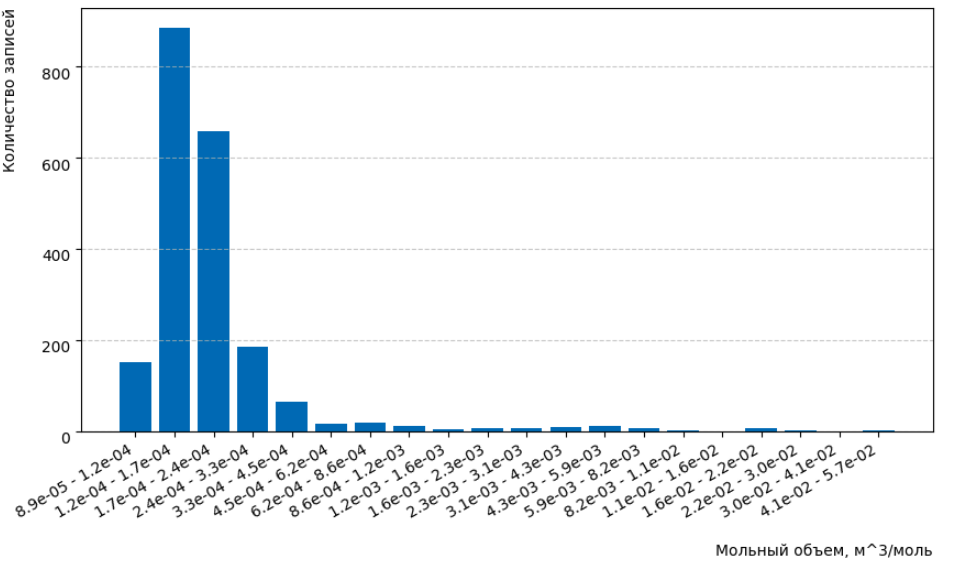 Количество записей
800
600
400
200
0
8.9e-05 - 1.2e-04
1.2e-04 - 1.7e-04
1.7e-04 - 2.4e-04
2.4e-04 - 3.3e-04
3.3e-04 - 4.5e-04
4.5e-04 - 6.2e-04
6.2e-04 - 8.6e-04
8.6e-04 - 1.2e-03
1.2e-03 - 1.6e-03
1.6e-03 - 2.3e-03
2.3e-03 - 3.1e-03
3.1e-03 - 4.3e-03
4.3e-03 - 5.9e-03
5.9e-03 - 8.2e-03
8.2e-03 - 1.1e-02
1.1e-02 - 1.6e-02
1.6e-02 - 2.2e-02
2.2e-02 - 3.0e-02
3.0e-02 - 4.1e-02
4.1e-02 - 5.7e-02
Мольный объем, м^3/моль